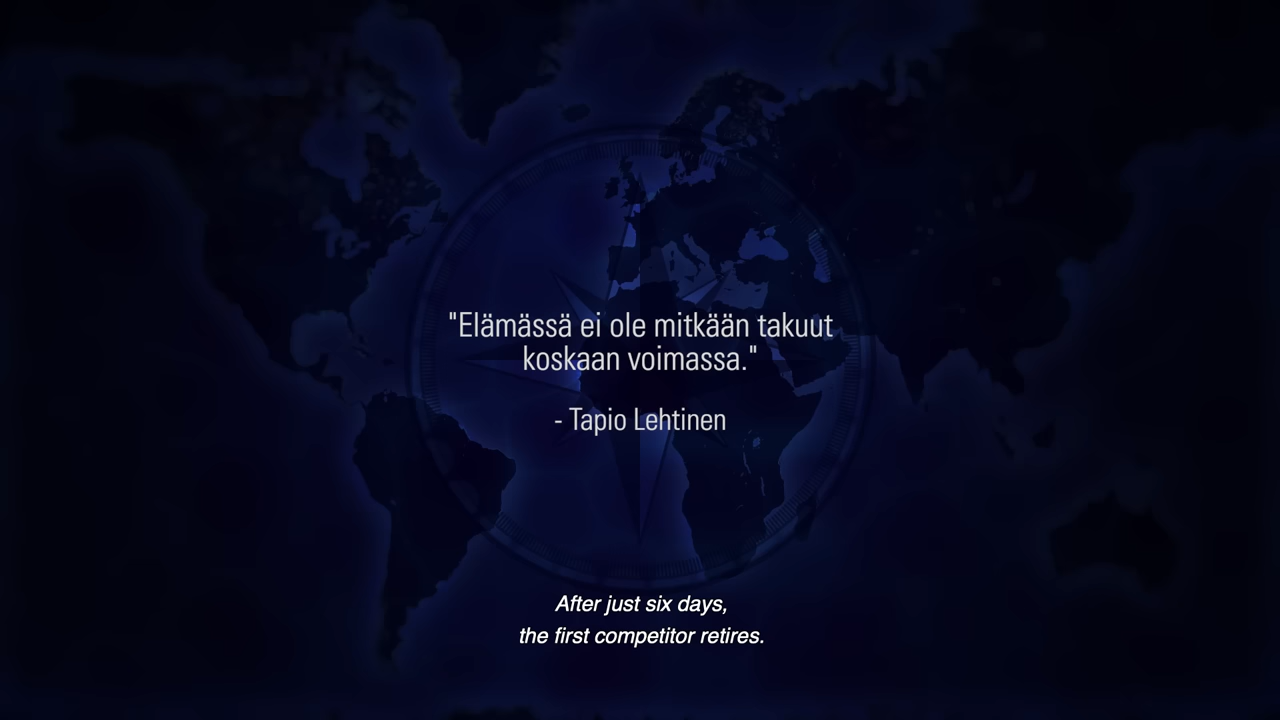 "Elämässä ei ole mitkään takuut
koskaan voimassa."
- Tapio Lehtinen
After just six days,
the first competitor retires.